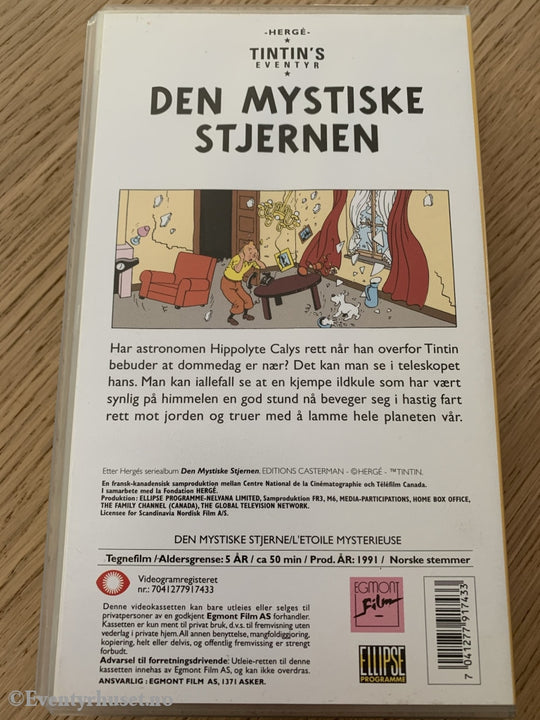 -HERGÉ-
TINTIN'S
EVENTYR
DEN MYSTISKE
STJERNEN
Har astronomen Hippolyte Calys rett når han overfor Tintin
bebuder at dommedag er nær? Det kan man se i teleskopet
hans. Man kan iallefall se at en kjempe ildkule som har vært
synlig på himmelen en god stund nå beveger seg i hastig fart
rett mot jorden og truer med å lamme hele planeten vår.
Etter Hergés seriealbum Den Mystiske Stjernen, EDITIONS CASTERMAN - ©HERGÉ - ™TINTIN.
En fransk-kanadensisk samproduktion mellan Centre National de la Cinématographie och Téléfilm Canada.
I samarbete med la Fondation HERGÉ.
Produktion: ELLIPSE PROGRAMME-NELVANA LIMITED, Samproduktion FR3, M6, MEDIA-PARTICIPATIONS, HOME BOX OFFICE,
THE FAMILY CHANNEL (CANADA), THE GLOBAL TELEVISION NETWORK.
Licensee for Scandinavia Nordisk Film A/S.
DEN MYSTISKE STJERNE/L'ETOILE MYSTERIEUSE
Tegnefilm /Aldersgrense: 5 ÅR / ca 50 min / Prod. ÅR: 1991 / Norske stemmer
Videogramregisteret
nr.: 7041277917433
Denne videokassetten kan bare utleies eller selges til
privatpersoner av en godkjent Egmont Film AS forhandler.
Kassetten er kun ment til privat bruk, d.v.s. til fremvisning uten
vederlag i private hjem. All annen benyttelse, mangfoldiggjøring,
kopiering, helt eller delvis, og offentlig fremvisning er strengt
forbudt.
Advarsel til forretningsdrivende: Utleie-retten til denne
kassetten innehas av Egmont Film AS, og kan ikke overdras.
ANSVARLIG : EGMONT FILM AS, 1371 ASKER.
EGMONT
Film
ELLIPSE
PROGRAMME
7 041277 917433
©Eventyrhuset.no